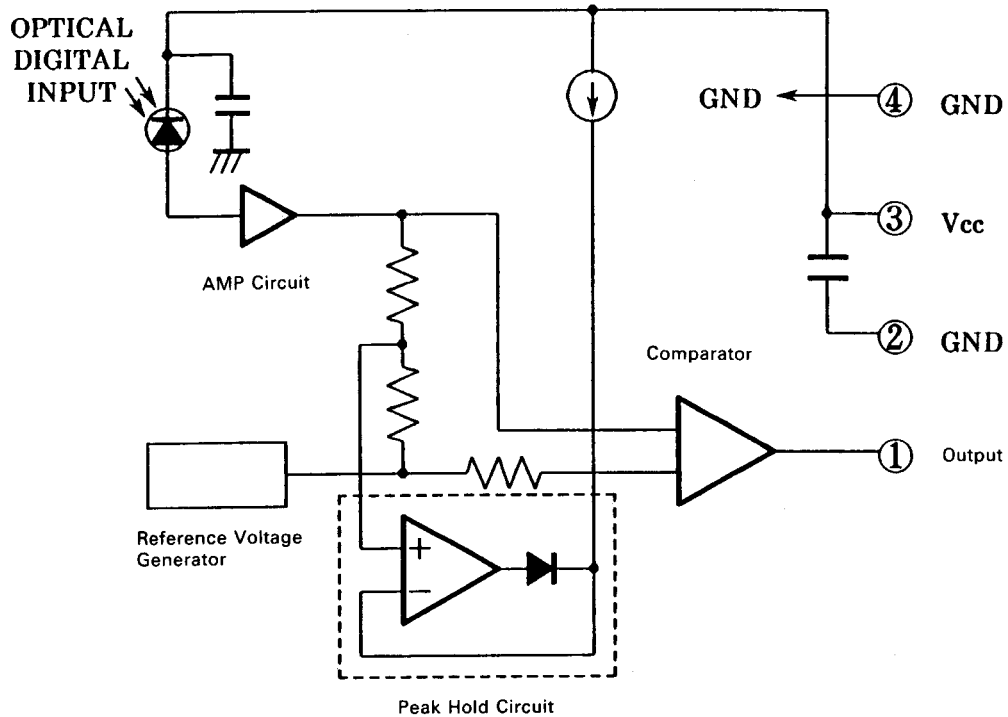 OPTICAL
DIGITAL
INPUT
GND
④ GND
③ Vcc
② GND
① Output
AMP Circuit
Comparator
Reference Voltage
Generator
+
−
Peak Hold Circuit